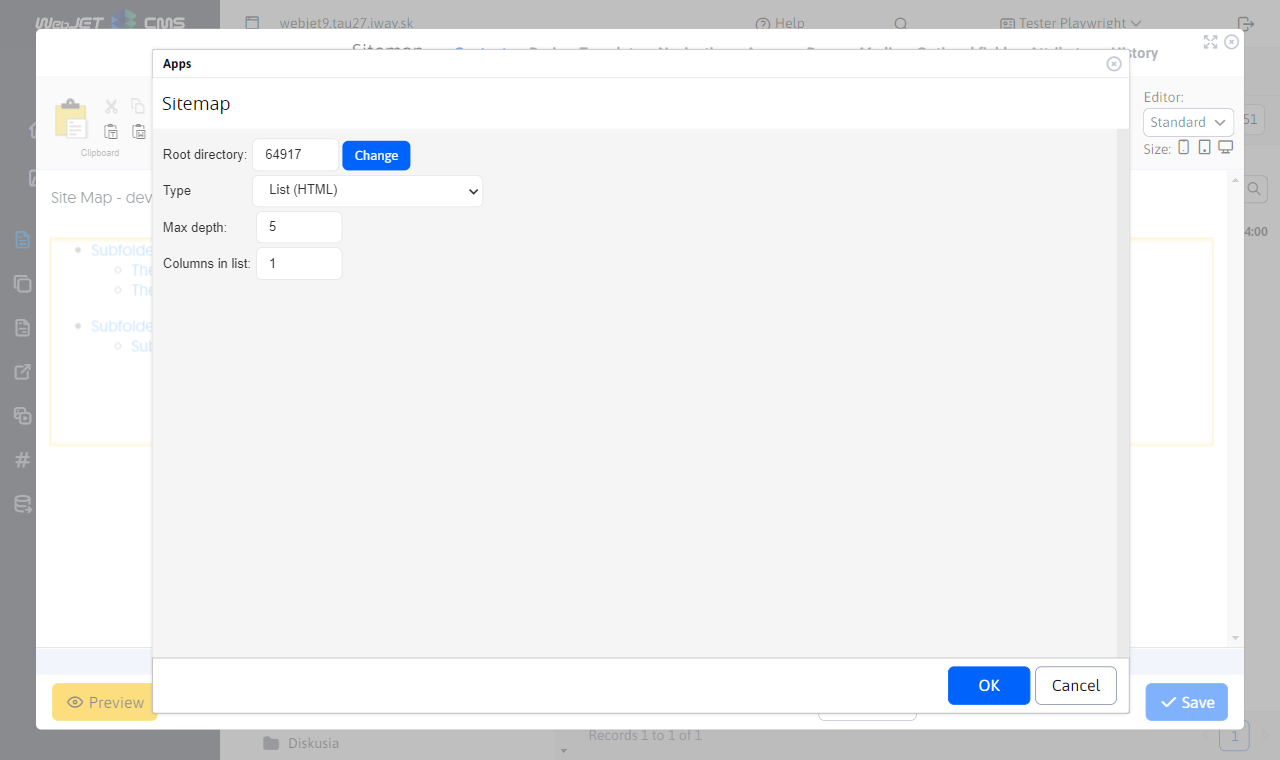 WebJET CMS
webjet9.tau27.iway.sk
Help
Tester Playwright
Sitemap
History
Apps
Sitemap
Editor:
Standard
51
Size:
Clipboard
Root directory: 64917 Change
Type List (HTML)
Max depth: 5
Columns in list: 1
Site Map - dev
4:00
Subfolde
The
The
Subfolde
Sub
OK
Cancel
Preview
Save
Diskusia
Records 1 to 1 of 1
1